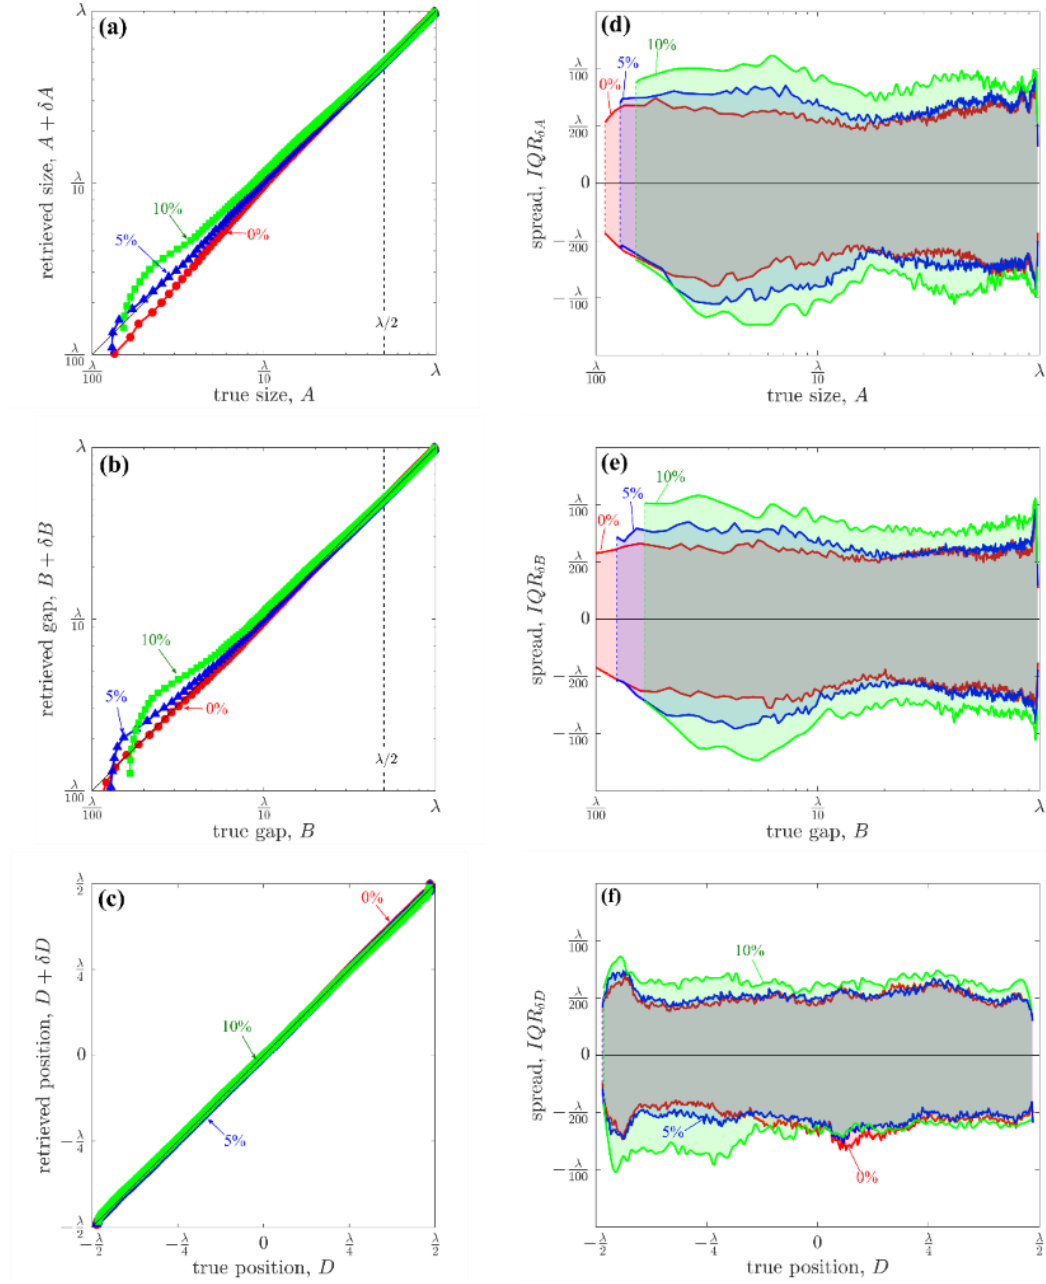 (a)
λ
λ/10
λ/100
retrieved size, A + δA
10%
5%
0%
λ/2
λ/100
λ/10
λ
true size, A
(d)
λ/100
λ/200
0
−λ/200
−λ/100
spread, IQR_δA
10%
5%
0%
λ/100
λ/10
λ
true size, A
(b)
λ
λ/10
λ/100
retrieved gap, B + δB
10%
5%
0%
λ/2
λ/100
λ/10
λ
true gap, B
(e)
λ/100
λ/200
0
−λ/200
−λ/100
spread, IQR_δB
10%
5%
0%
λ/100
λ/10
λ
true gap, B
(c)
λ/2
λ/4
0
−λ/4
−λ/2
retrieved position, D + δD
0%
10%
5%
−λ/2
−λ/4
0
λ/4
λ/2
true position, D
(f)
λ/100
λ/200
0
−λ/200
−λ/100
spread, IQR_δD
10%
5%
0%
−λ/2
−λ/4
0
λ/4
λ/2
true position, D